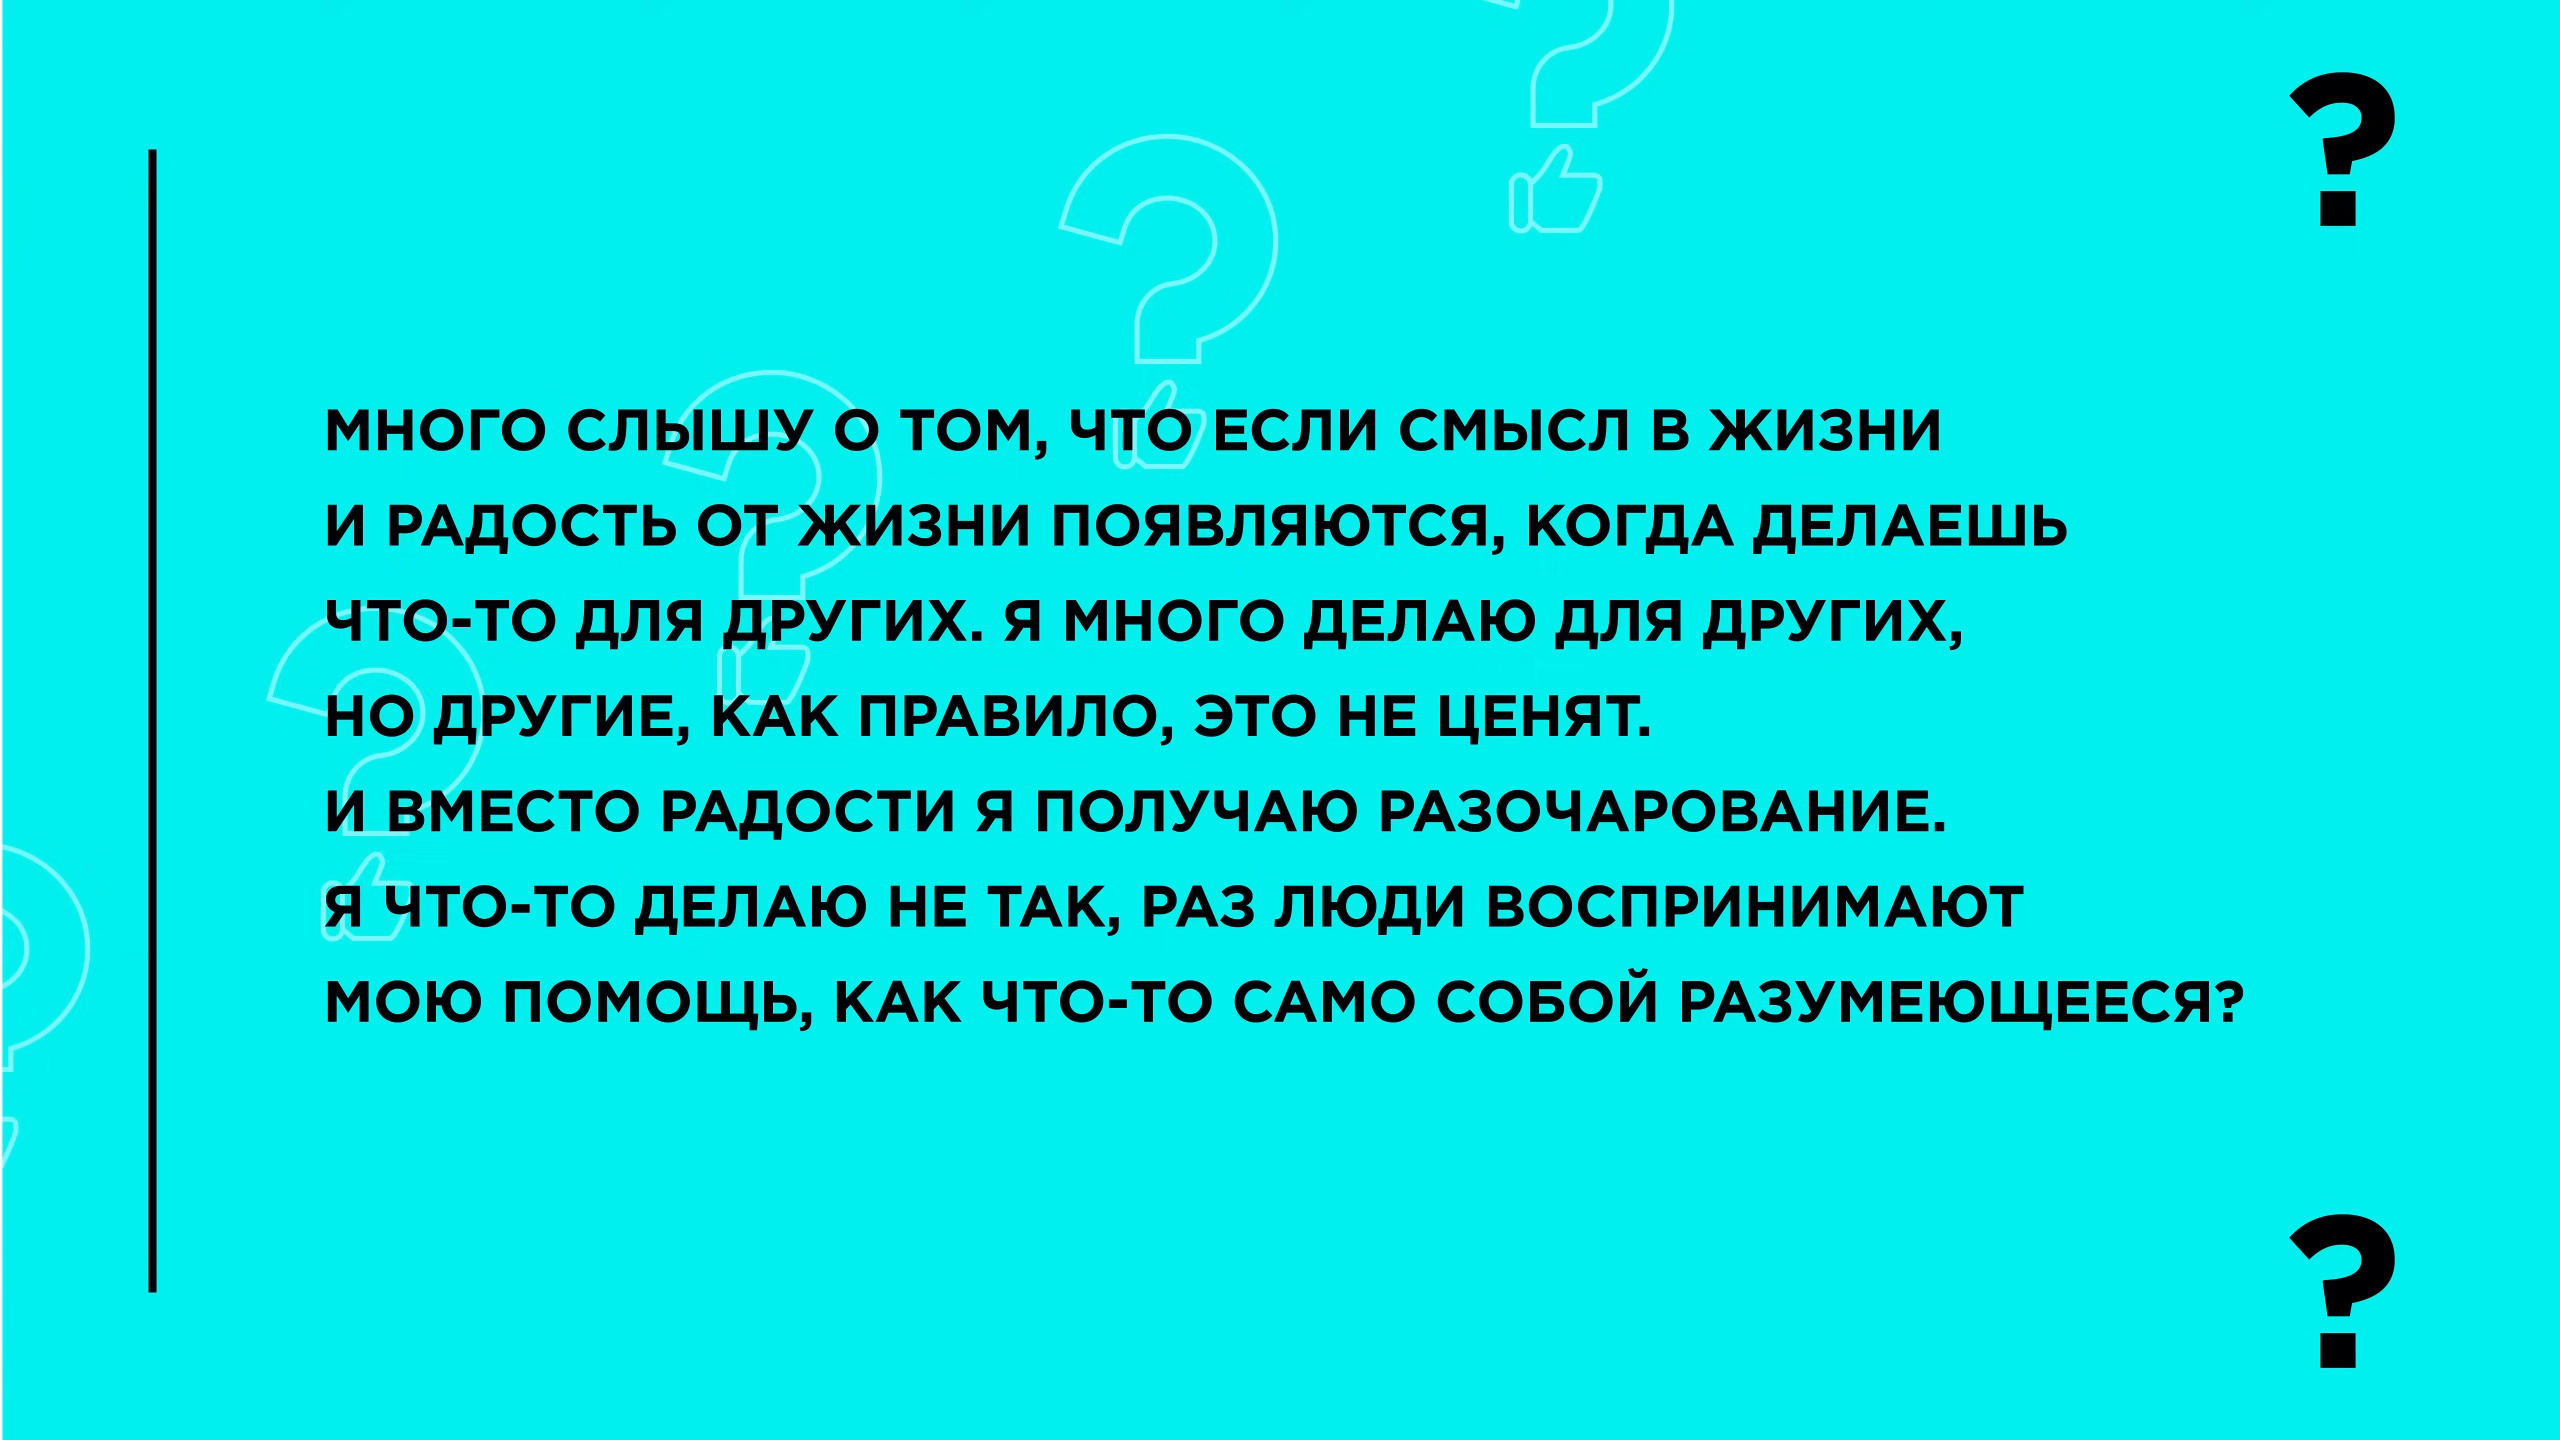 ?
МНОГО СЛЫШУ О ТОМ, ЧТО ЕСЛИ СМЫСЛ В ЖИЗНИ
И РАДОСТЬ ОТ ЖИЗНИ ПОЯВЛЯЮТСЯ, КОГДА ДЕЛАЕШЬ
ЧТО-ТО ДЛЯ ДРУГИХ. Я МНОГО ДЕЛАЮ ДЛЯ ДРУГИХ,
НО ДРУГИЕ, КАК ПРАВИЛО, ЭТО НЕ ЦЕНЯТ.
И ВМЕСТО РАДОСТИ Я ПОЛУЧАЮ РАЗОЧАРОВАНИЕ.
Я ЧТО-ТО ДЕЛАЮ НЕ ТАК, РАЗ ЛЮДИ ВОСПРИНИМАЮТ
МОЮ ПОМОЩЬ, КАК ЧТО-ТО САМО СОБОЙ РАЗУМЕЮЩЕЕСЯ?
?